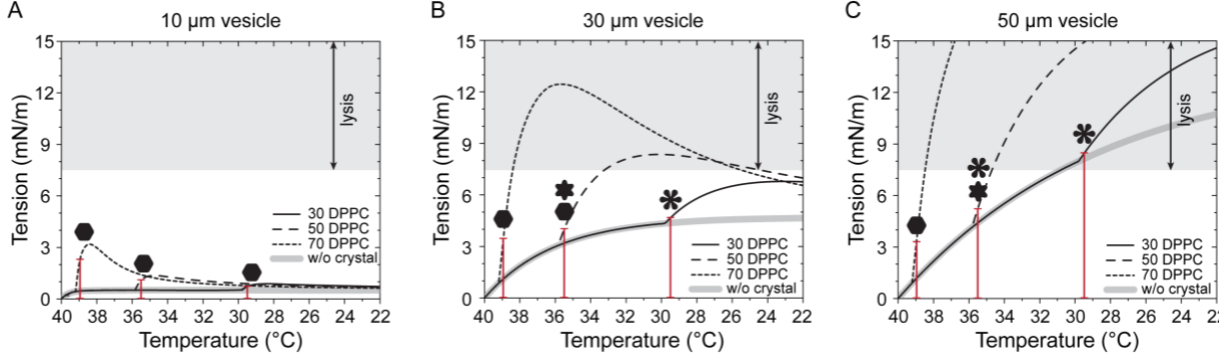 A
10 µm vesicle
Tension (mN/m)
15
12
9
6
3
0
lysis
30 DPPC
50 DPPC
70 DPPC
w/o crystal
40 38 36 34 32 30 28 26 24 22
Temperature (°C)
B
30 µm vesicle
Tension (mN/m)
15
12
9
6
3
0
lysis
30 DPPC
50 DPPC
70 DPPC
w/o crystal
40 38 36 34 32 30 28 26 24 22
Temperature (°C)
C
50 µm vesicle
Tension (mN/m)
15
12
9
6
3
0
lysis
30 DPPC
50 DPPC
70 DPPC
w/o crystal
40 38 36 34 32 30 28 26 24 22
Temperature (°C)